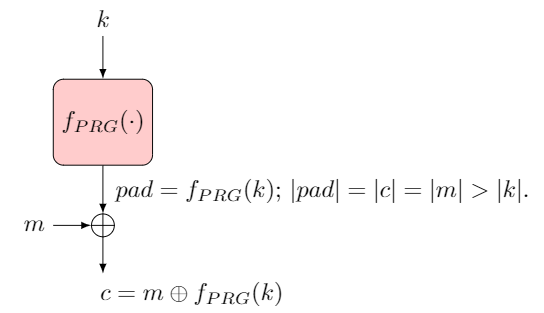 k
f_{PRG}(·)
pad = f_{PRG}(k); |pad| = |c| = |m| > |k|.
m
⊕
c = m ⊕ f_{PRG}(k)